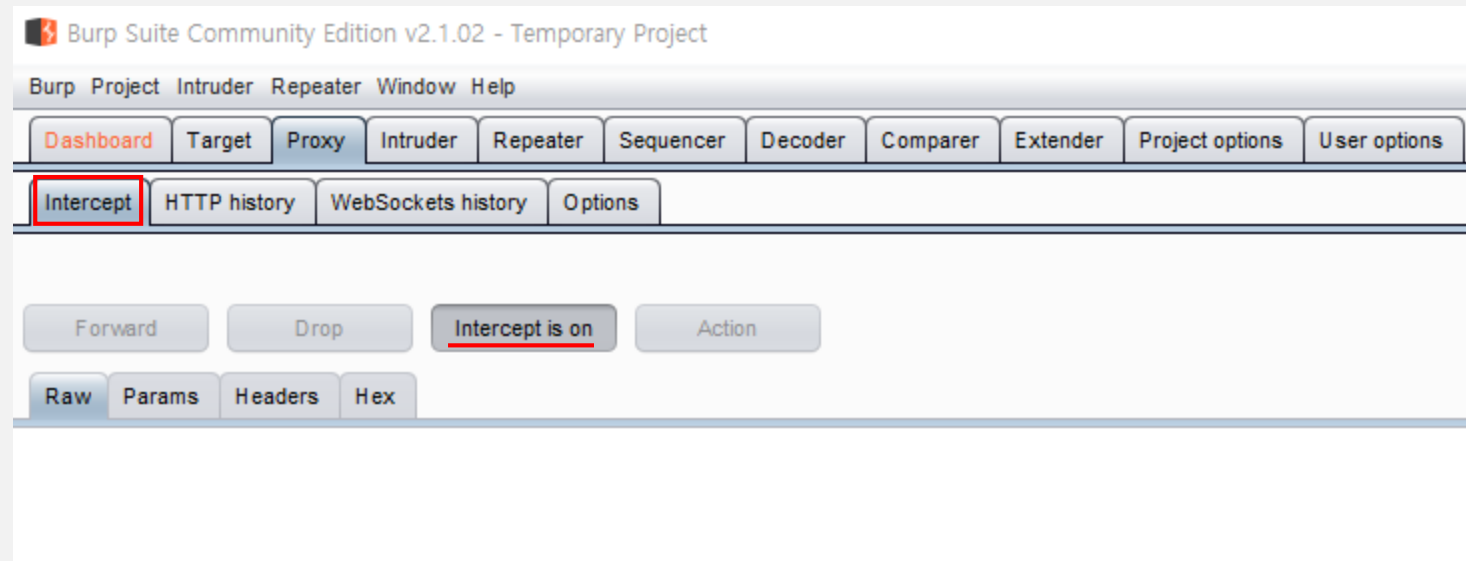 Burp Suite Community Edition v2.1.02 - Temporary Project
Burp Project Intruder Repeater Window Help
Dashboard Target Proxy Intruder Repeater Sequencer Decoder Comparer Extender Project options User options
Intercept HTTP history WebSockets history Options
Forward Drop Intercept is on Action
Raw Params Headers Hex